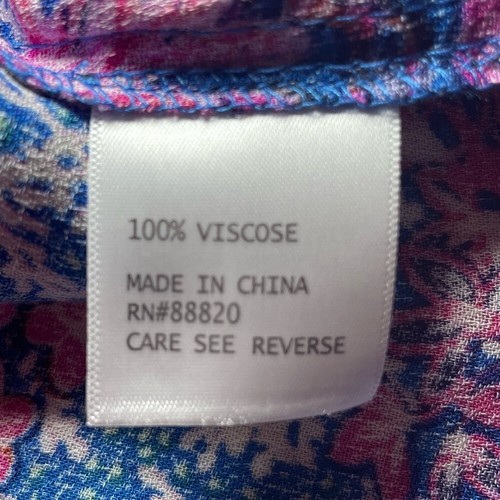 100% VISCOSE
MADE IN CHINA
RN#88820
CARE SEE REVERSE